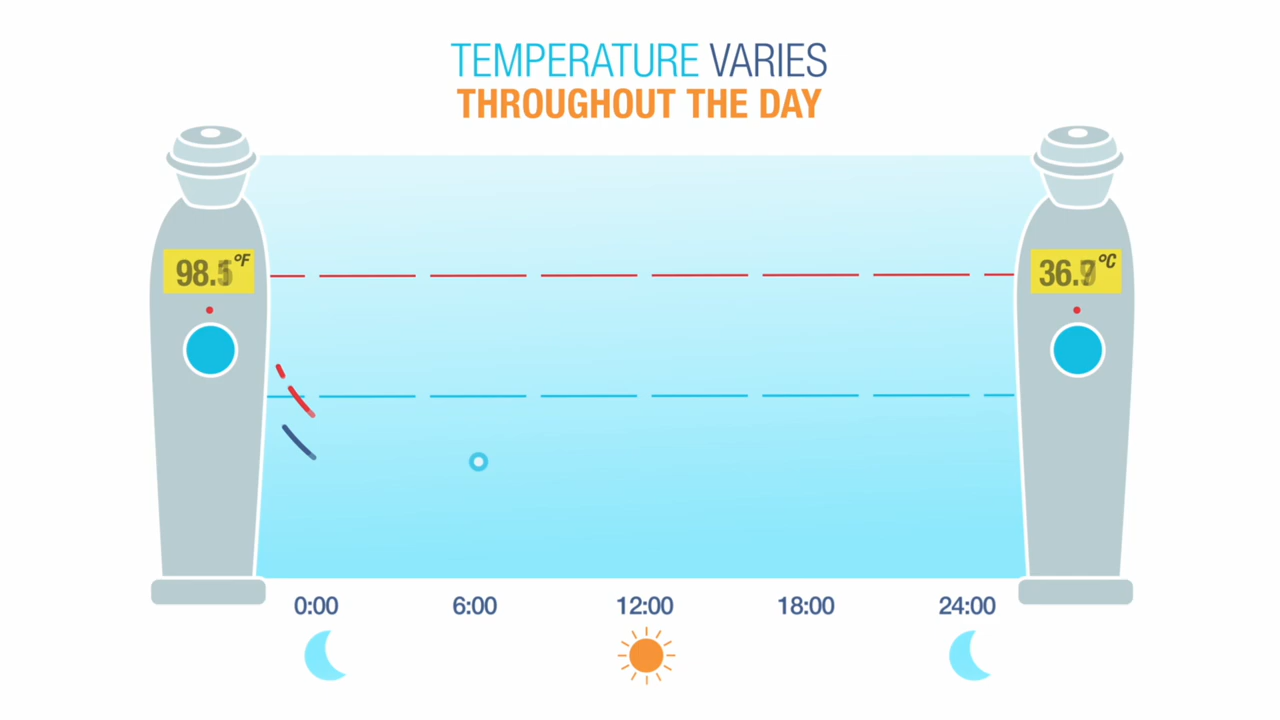 TEMPERATURE VARIES
THROUGHOUT THE DAY
°F
°C
0:00 6:00 12:00 18:00 24:00